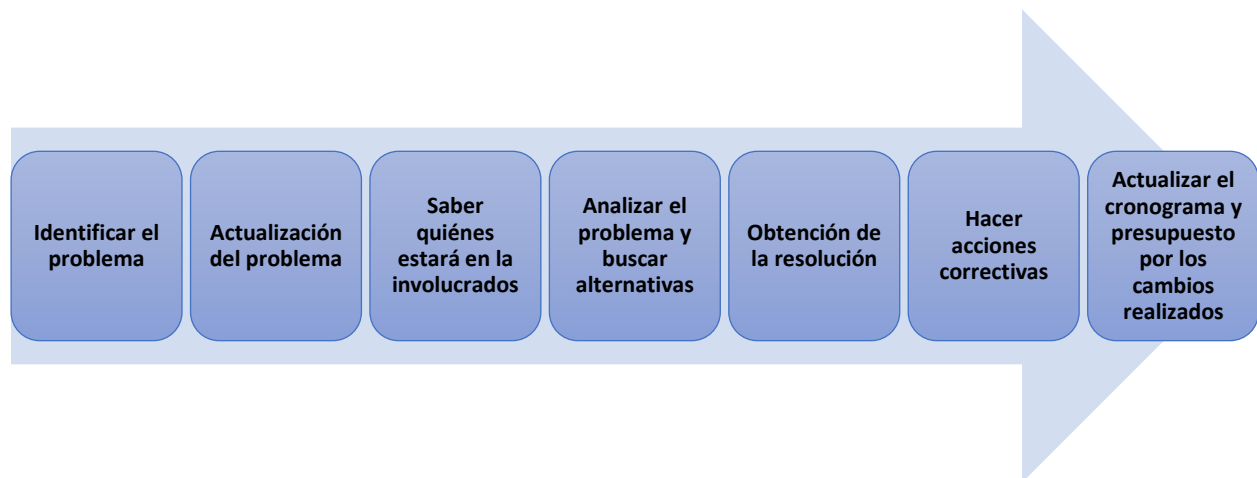 Identificar el
problema
Actualización
del problema
Saber
quiénes
estará en la
involucrados
Analizar el
problema y
buscar
alternativas
Obtención de
la resolución
Hacer
acciones
correctivas
Actualizar el
cronograma y
presupuesto
por los
cambios
realizados